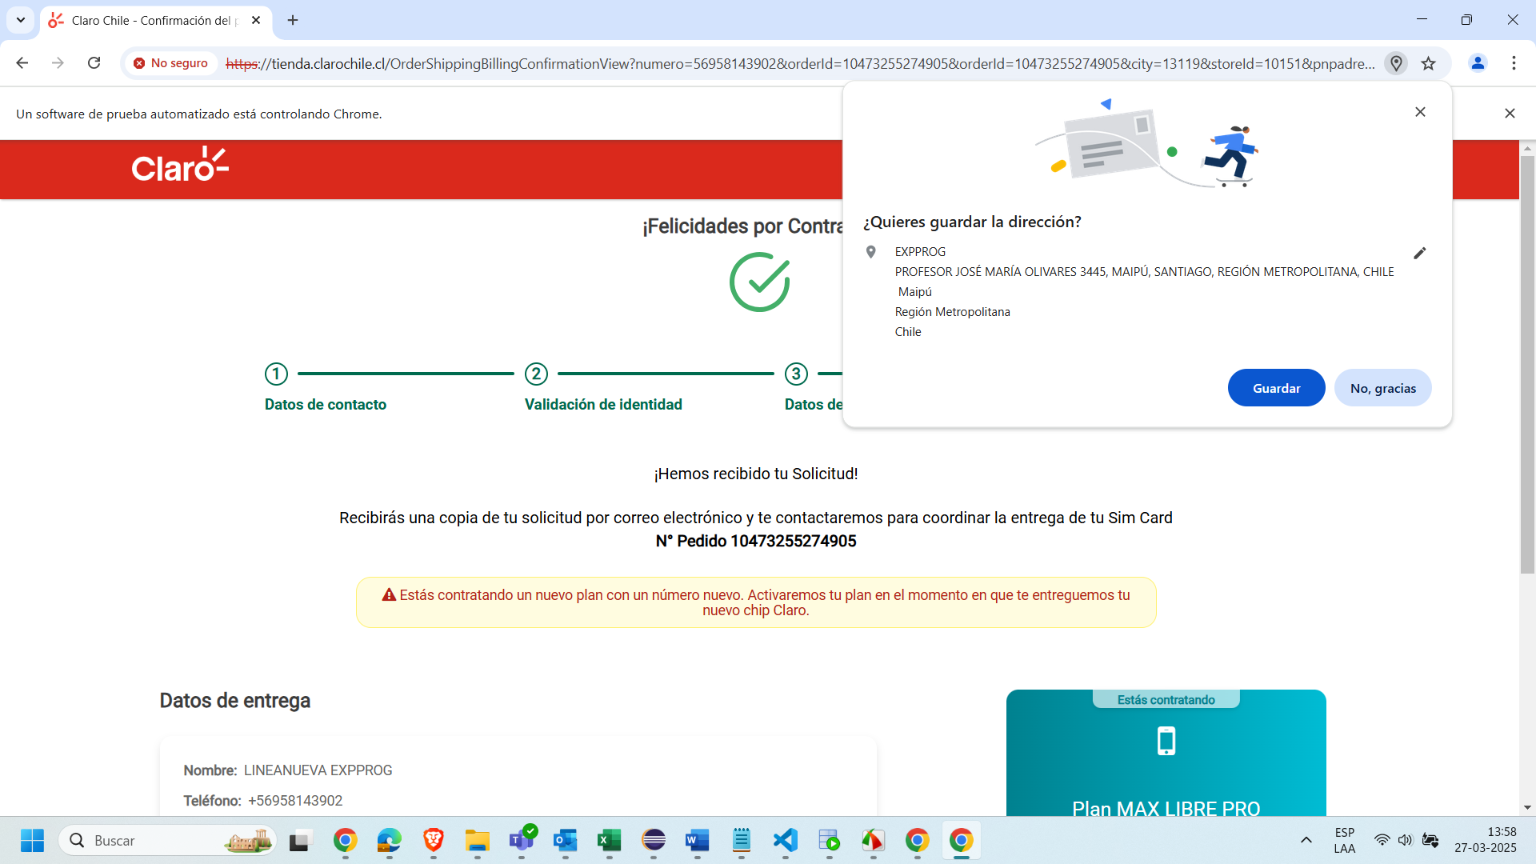 Claro Chile - Confirmación del p
No seguro
https://tienda.clarochile.cl/OrderShippingBillingConfirmationView?numero=56958143902&orderId=10473255274905&orderId=10473255274905&city=13119&storeId=10151&pnpadre...
Un software de prueba automatizado está controlando Chrome.
Claro
¡Felicidades por Contra
¿Quieres guardar la dirección?
EXPPROG
PROFESOR JOSÉ MARÍA OLIVARES 3445, MAIPÚ, SANTIAGO, REGIÓN METROPOLITANA, CHILE
Maipú
Región Metropolitana
Chile
Guardar
No, gracias
1
2
3
Datos de contacto
Validación de identidad
Datos de
¡Hemos recibido tu Solicitud!
Recibirás una copia de tu solicitud por correo electrónico y te contactaremos para coordinar la entrega de tu Sim Card
N° Pedido 10473255274905
Estás contratando un nuevo plan con un número nuevo. Activaremos tu plan en el momento en que te entreguemos tu
nuevo chip Claro.
Datos de entrega
Nombre: LINEANUEVA EXPPROG
Teléfono: +56958143902
Estás contratando
Plan MAX LIBRE PRO
Buscar
ESP
LAA
13:58
27-03-2025